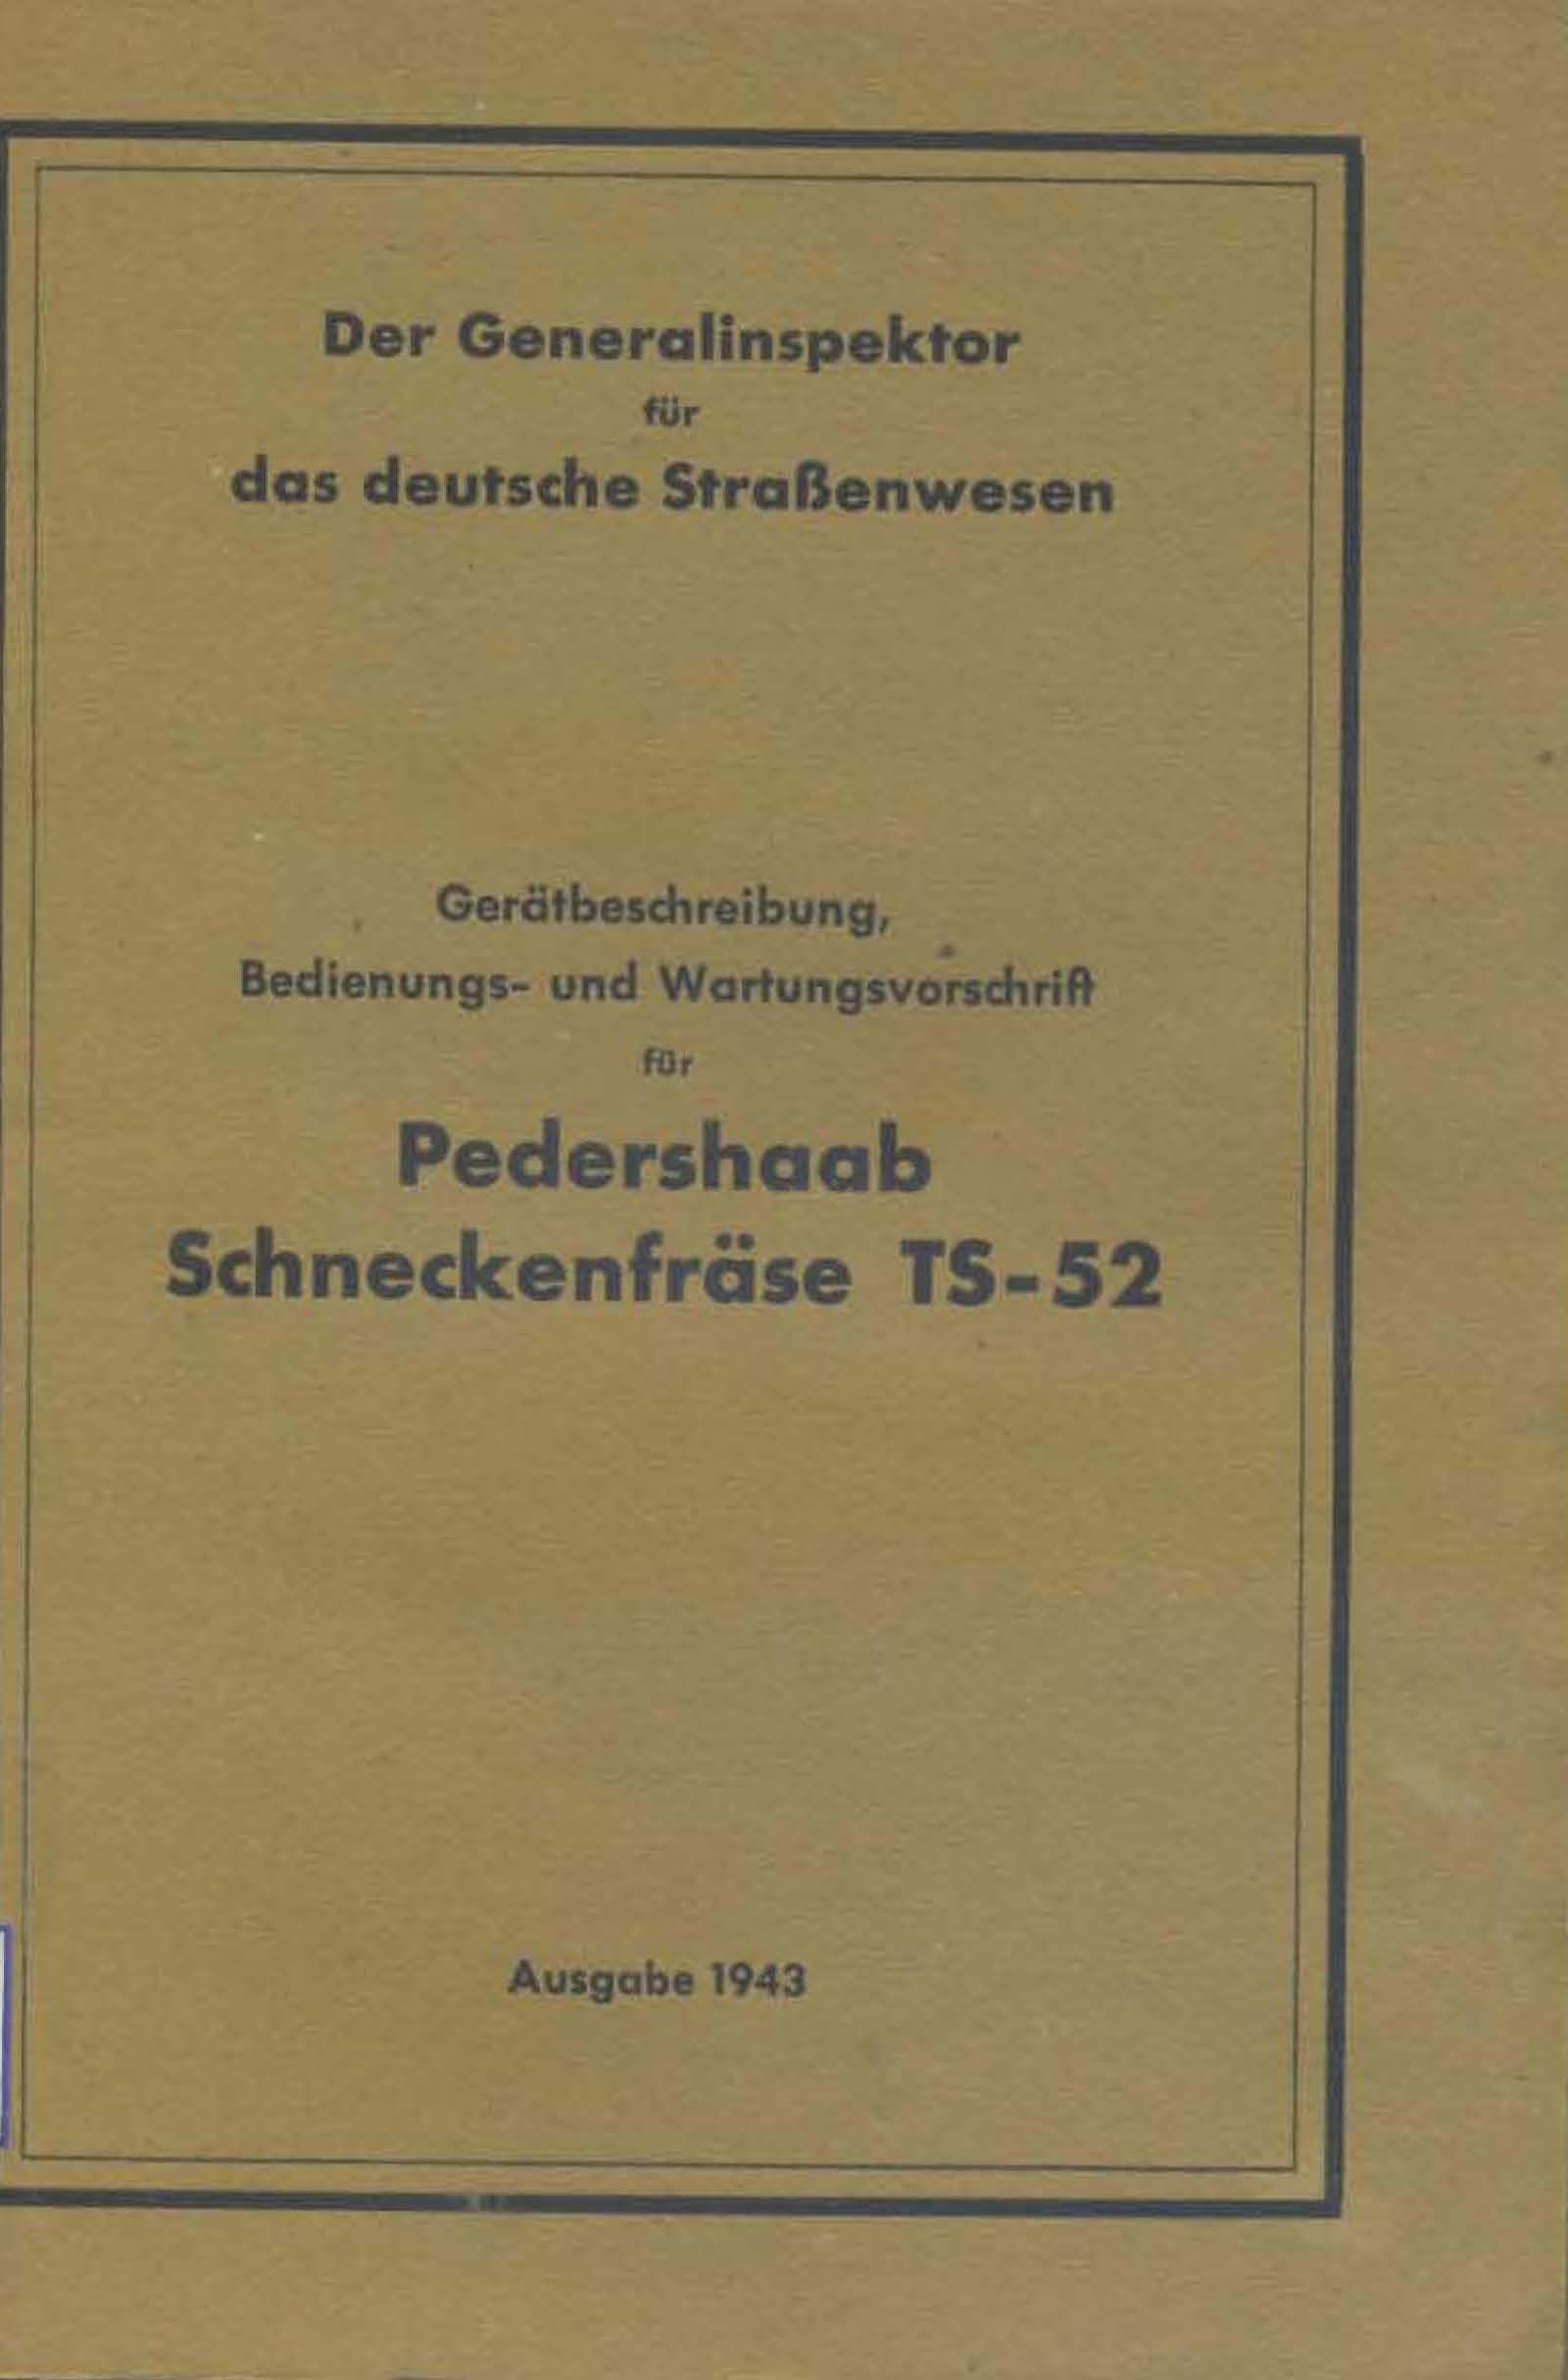 Der Generalinspektor
für
das deutsche Straßenwesen
Gerätbeschreibung,
Bedienungs- und Wartungsvorschrift
für
Pedershaab
Schneckenfräse TS-52
Ausgabe 1943